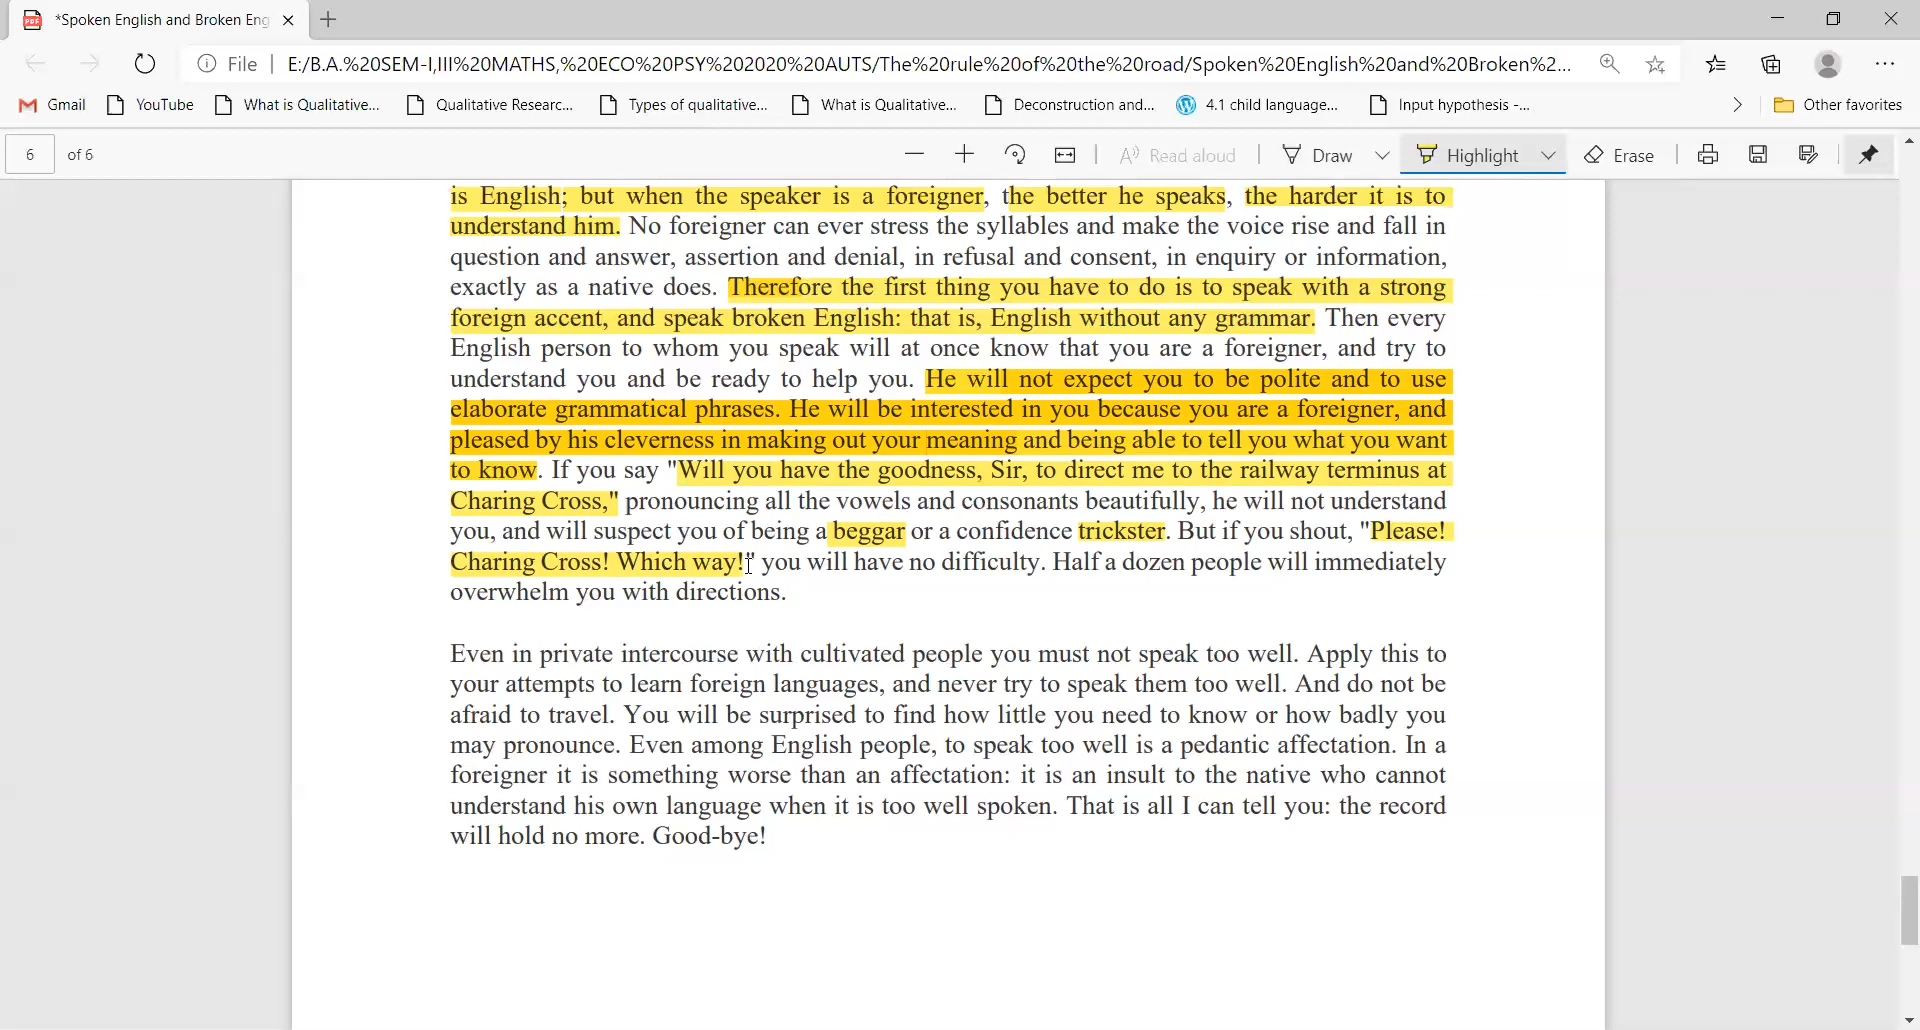 *Spoken English and Broken Eng
File
E:/B.A.%20SEM-I,III%20MATHS,%20ECO%20PSY%202020%20AUTS/The%20rule%20of%20the%20road/Spoken%20English%20and%20Broken%2...
Gmail YouTube What is Qualitative... Qualitative Researc... Types of qualitative... What is Qualitative... Deconstruction and... 4.1 child language... Input hypothesis -... Other favorites
6 of 6 Read aloud Draw Highlight Erase
is English; but when the speaker is a foreigner, the better he speaks, the harder it is to
understand him. No foreigner can ever stress the syllables and make the voice rise and fall in
question and answer, assertion and denial, in refusal and consent, in enquiry or information,
exactly as a native does. Therefore the first thing you have to do is to speak with a strong
foreign accent, and speak broken English: that is, English without any grammar. Then every
English person to whom you speak will at once know that you are a foreigner, and try to
understand you and be ready to help you. He will not expect you to be polite and to use
elaborate grammatical phrases. He will be interested in you because you are a foreigner, and
pleased by his cleverness in making out your meaning and being able to tell you what you want
to know. If you say "Will you have the goodness, Sir, to direct me to the railway terminus at
Charing Cross," pronouncing all the vowels and consonants beautifully, he will not understand
you, and will suspect you of being a beggar or a confidence trickster. But if you shout, "Please!
Charing Cross! Which way!" you will have no difficulty. Half a dozen people will immediately
overwhelm you with directions.
Even in private intercourse with cultivated people you must not speak too well. Apply this to
your attempts to learn foreign languages, and never try to speak them too well. And do not be
afraid to travel. You will be surprised to find how little you need to know or how badly you
may pronounce. Even among English people, to speak too well is a pedantic affectation. In a
foreigner it is something worse than an affectation: it is an insult to the native who cannot
understand his own language when it is too well spoken. That is all I can tell you: the record
will hold no more. Good-bye!